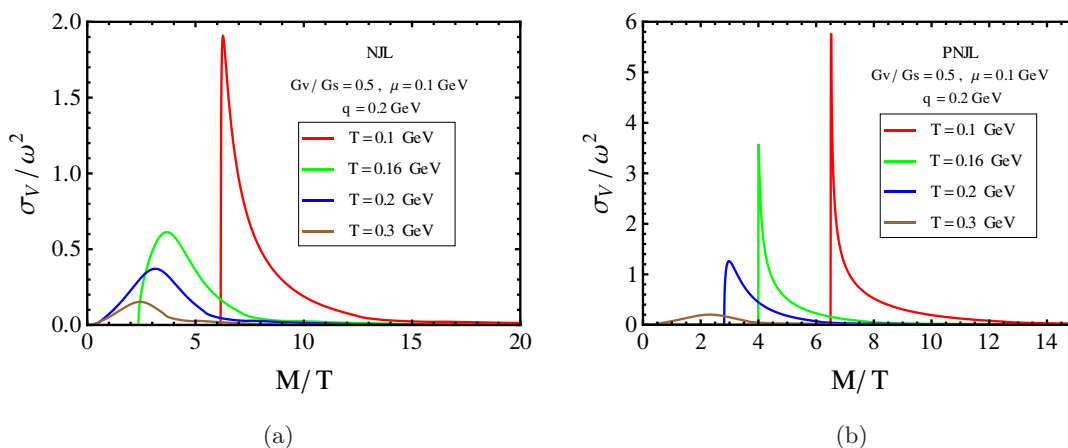 NJL
Gv / Gs = 0.5 , μ = 0.1 GeV
q = 0.2 GeV
T = 0.1 GeV
T = 0.16 GeV
T = 0.2 GeV
T = 0.3 GeV
2.0
1.5
1.0
0.5
0.0
σ_V / ω²
0 5 10 15 20
M / T
(a)
PNJL
Gv / Gs = 0.5 , μ = 0.1 GeV
q = 0.2 GeV
T = 0.1 GeV
T = 0.16 GeV
T = 0.2 GeV
T = 0.3 GeV
6
5
4
3
2
1
0
σ_V / ω²
0 2 4 6 8 10 12 14
M / T
(b)